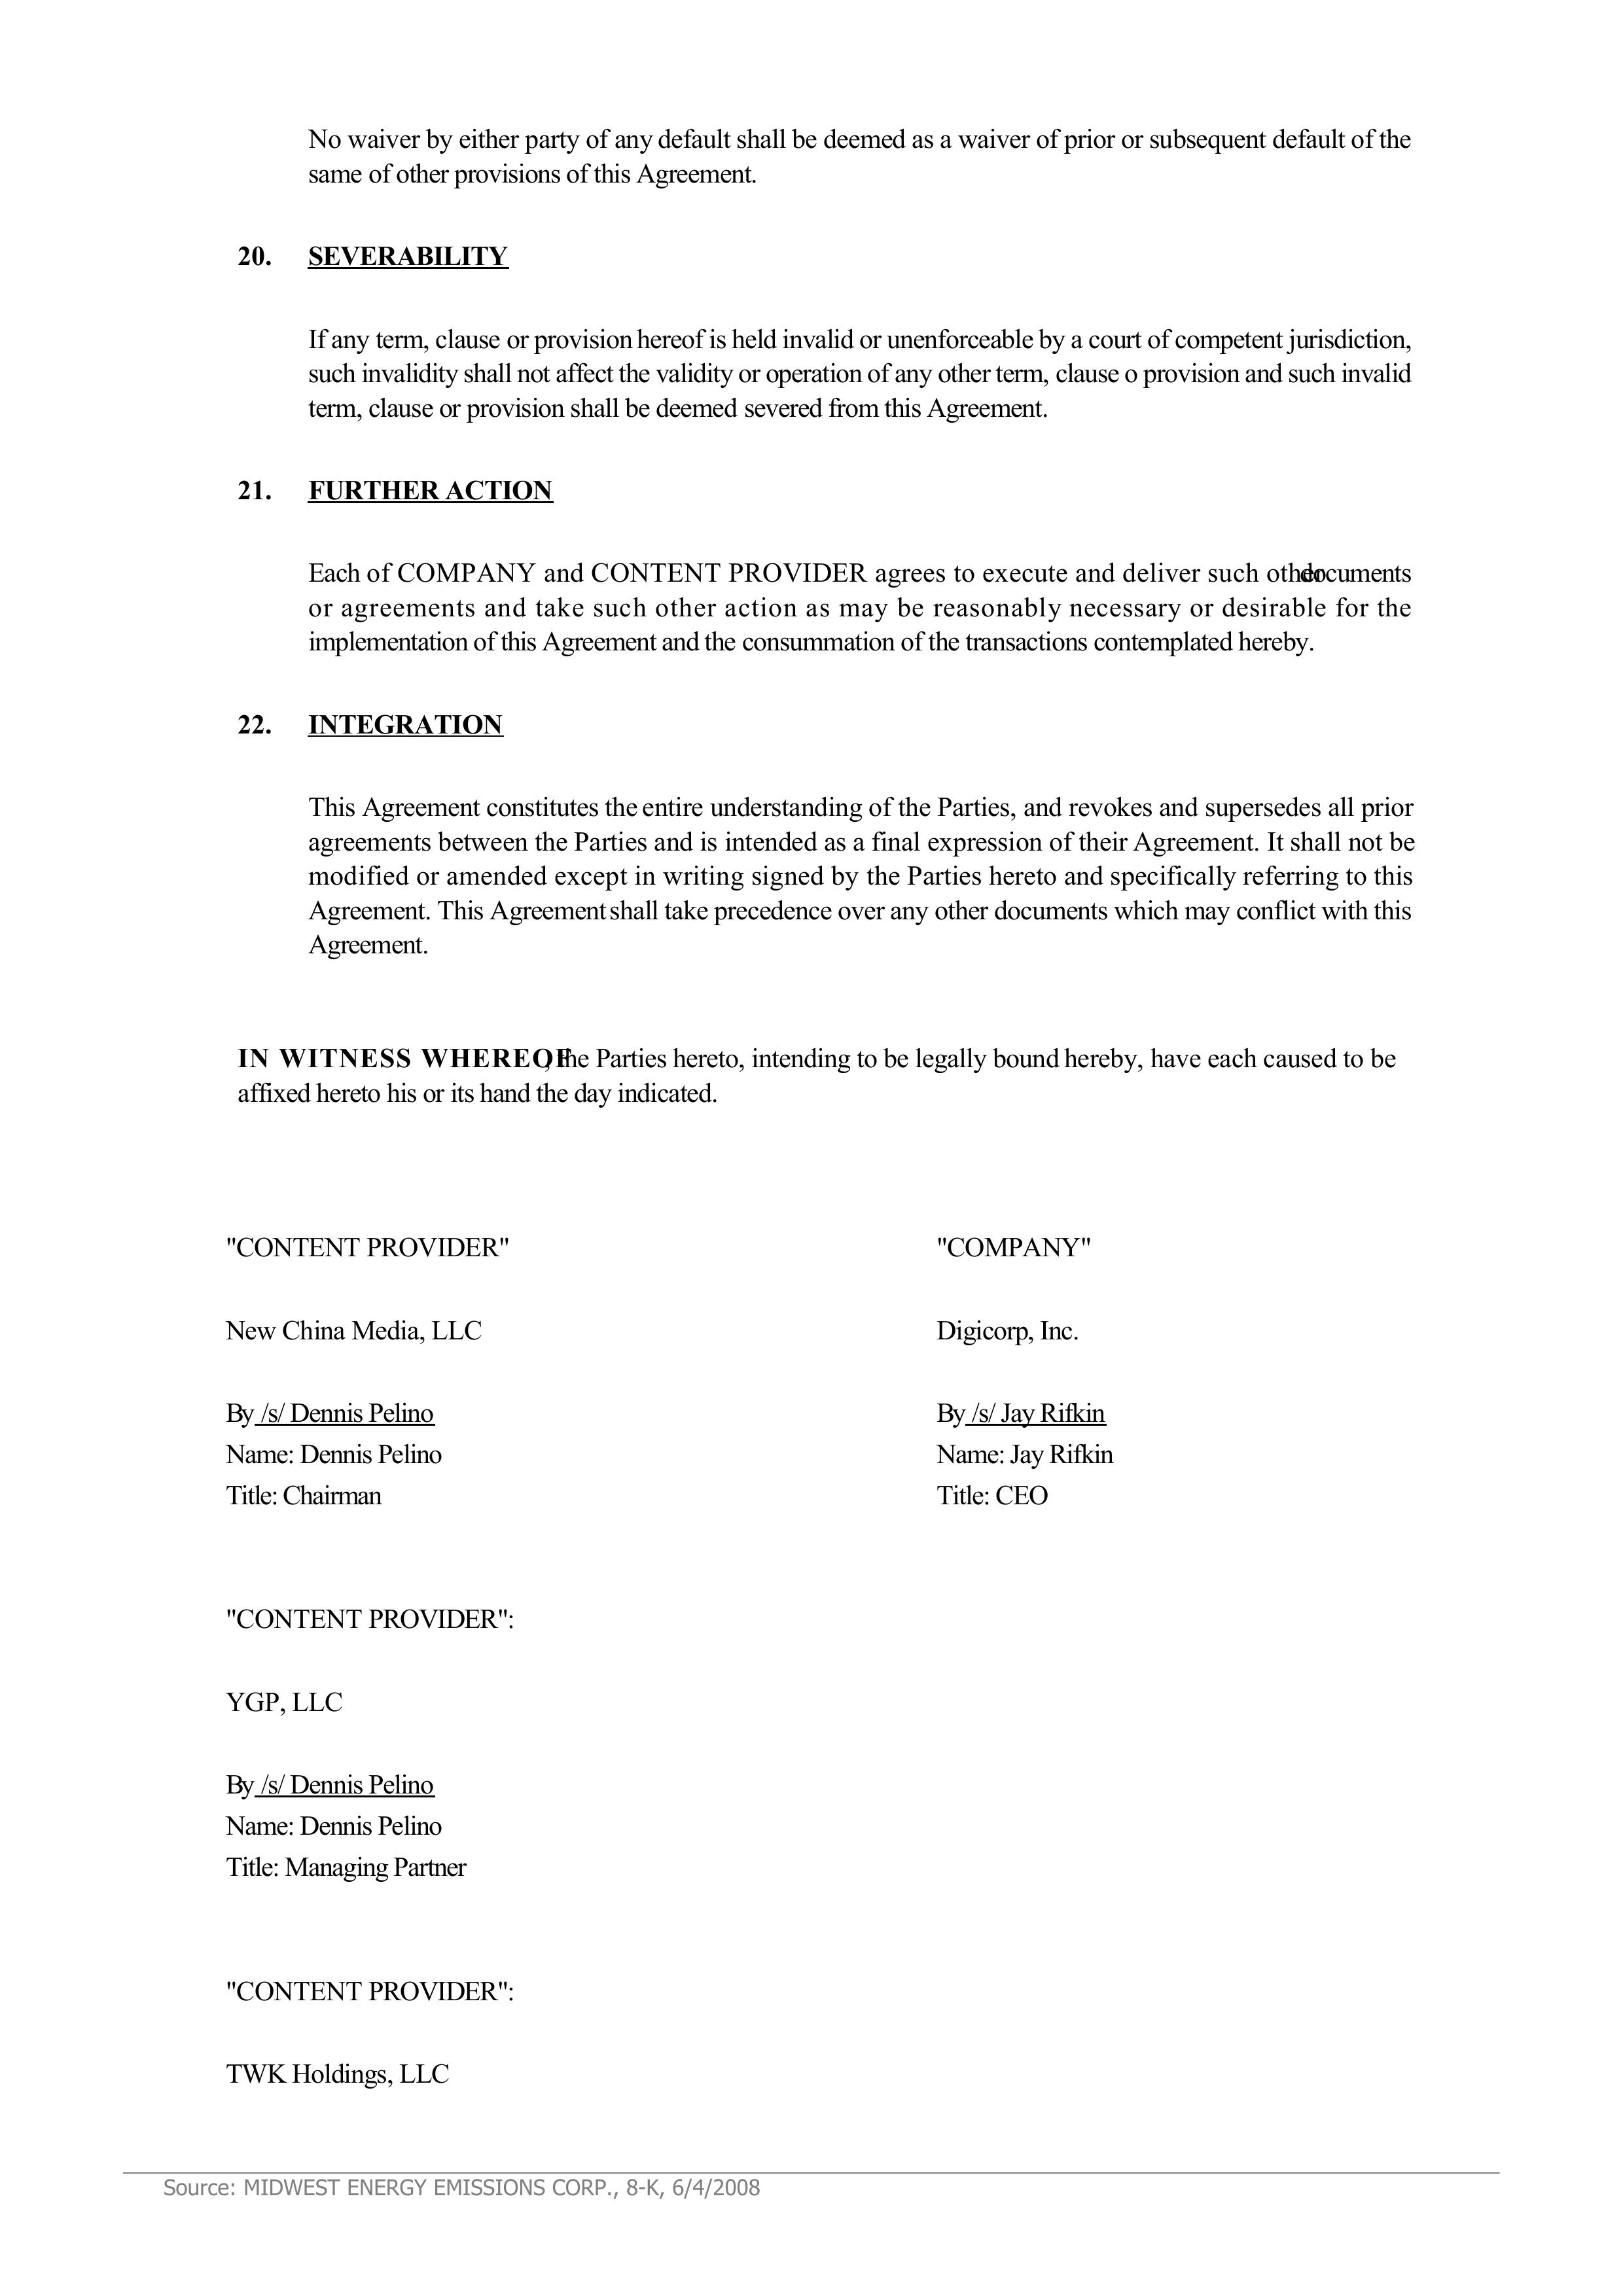 No waiver by either party of any default shall be deemed as a waiver of prior or subsequent default of the
same of other provisions of this Agreement.
20. SEVERABILITY
If any term, clause or provision hereof is held invalid or unenforceable by a court of competent jurisdiction,
such invalidity shall not affect the validity or operation of any other term, clause o provision and such invalid
term, clause or provision shall be deemed severed from this Agreement.
21. FURTHER ACTION
Each of COMPANY and CONTENT PROVIDER agrees to execute and deliver such other documents
or agreements and take such other action as may be reasonably necessary or desirable for the
implementation of this Agreement and the consummation of the transactions contemplated hereby.
22. INTEGRATION
This Agreement constitutes the entire understanding of the Parties, and revokes and supersedes all prior
agreements between the Parties and is intended as a final expression of their Agreement. It shall not be
modified or amended except in writing signed by the Parties hereto and specifically referring to this
Agreement. This Agreement shall take precedence over any other documents which may conflict with this
Agreement.
IN WITNESS WHEREOF, the Parties hereto, intending to be legally bound hereby, have each caused to be
affixed hereto his or its hand the day indicated.
"CONTENT PROVIDER" "COMPANY"
New China Media, LLC Digicorp, Inc.
By /s/ Dennis Pelino By /s/ Jay Rifkin
Name: Dennis Pelino Name: Jay Rifkin
Title: Chairman Title: CEO
"CONTENT PROVIDER":
YGP, LLC
By /s/ Dennis Pelino
Name: Dennis Pelino
Title: Managing Partner
"CONTENT PROVIDER":
TWK Holdings, LLC
Source: MIDWEST ENERGY EMISSIONS CORP., 8-K, 6/4/2008